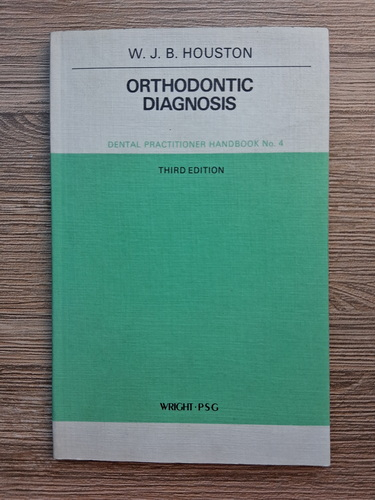 W. J. B. HOUSTON
ORTHODONTIC
DIAGNOSIS
DENTAL PRACTITIONER HANDBOOK No. 4
THIRD EDITION
WRIGHT·PSG